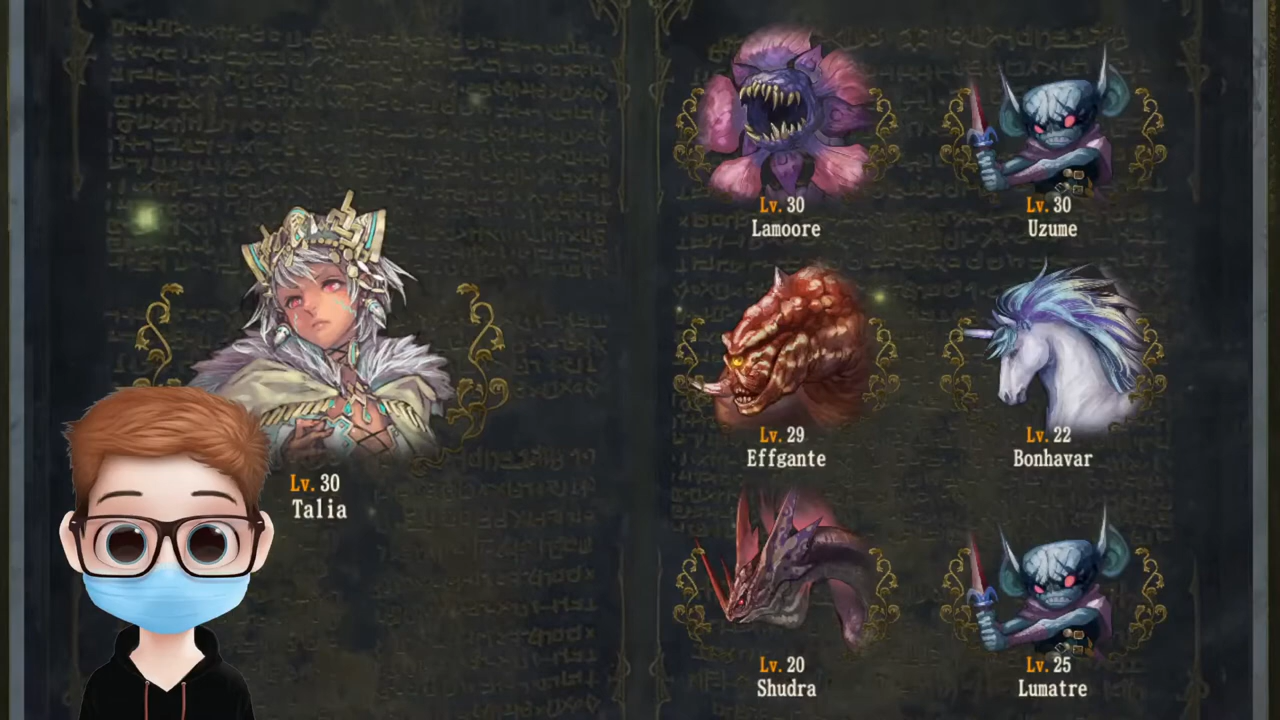 Lv. 30
Lamoore
Lv. 30
Uzume
Lv. 29
Effgante
Lv. 22
Bonhavar
Lv. 30
Talia
Lv. 20
Shudra
Lv. 25
Lumatre